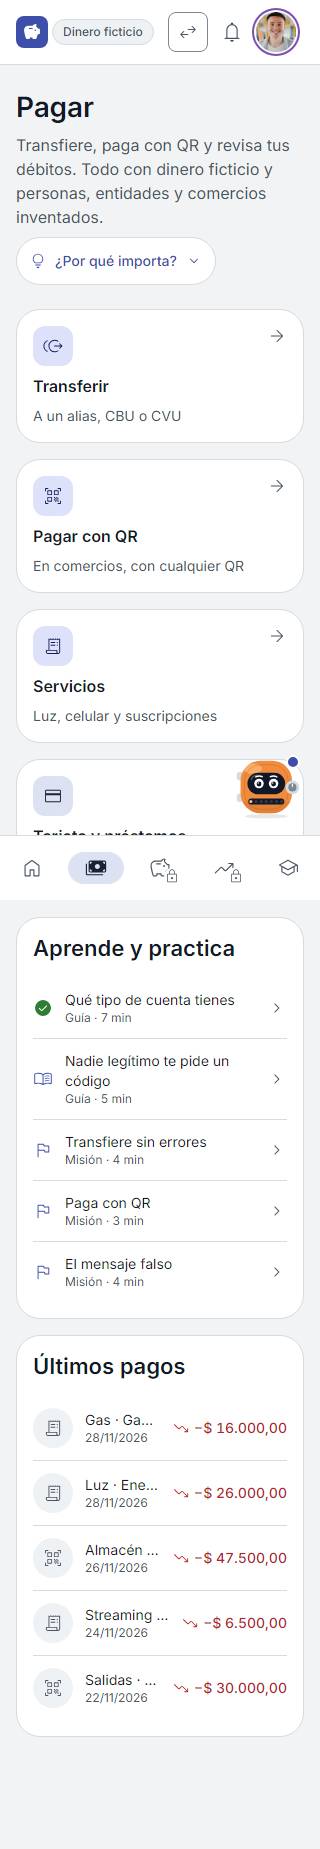 Dinero ficticio
Pagar
Transfiere, paga con QR y revisa tus
débitos. Todo con dinero ficticio y
personas, entidades y comercios
inventados.
¿Por qué importa?
Transferir
A un alias, CBU o CVU
Pagar con QR
En comercios, con cualquier QR
Servicios
Luz, celular y suscripciones
Tarjeta y préstamos
Aprende y practica
Qué tipo de cuenta tienes
Guía · 7 min
Nadie legítimo te pide un
código
Guía · 5 min
Transfiere sin errores
Misión · 4 min
Paga con QR
Misión · 3 min
El mensaje falso
Misión · 4 min
Últimos pagos
Gas · Ga... −$ 16.000,00
28/11/2026
Luz · Ene... −$ 26.000,00
28/11/2026
Almacén ... −$ 47.500,00
26/11/2026
Streaming ... −$ 6.500,00
24/11/2026
Salidas · ... −$ 30.000,00
22/11/2026